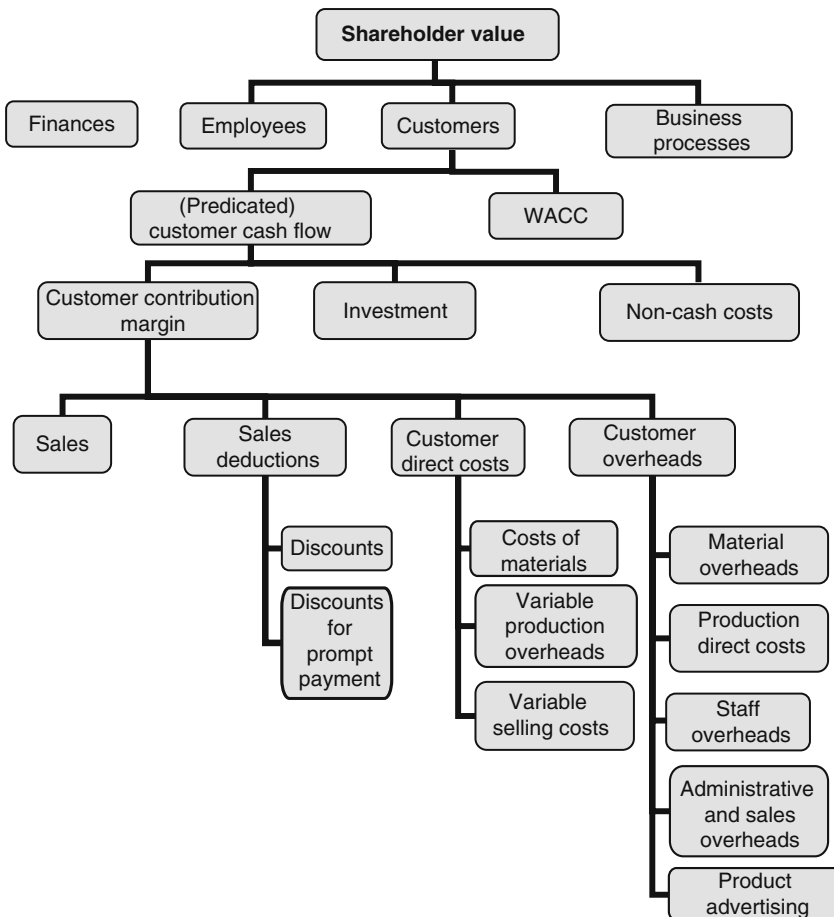 Shareholder value
Finances
Employees
Customers
Business
processes
(Predicated)
customer cash flow
WACC
Customer contribution
margin
Investment
Non-cash costs
Sales
Sales
deductions
Customer
direct costs
Customer
overheads
Discounts
Discounts
for
prompt
payment
Costs of
materials
Variable
production
overheads
Variable
selling costs
Material
overheads
Production
direct costs
Staff
overheads
Administrative
and sales
overheads
Product
advertising